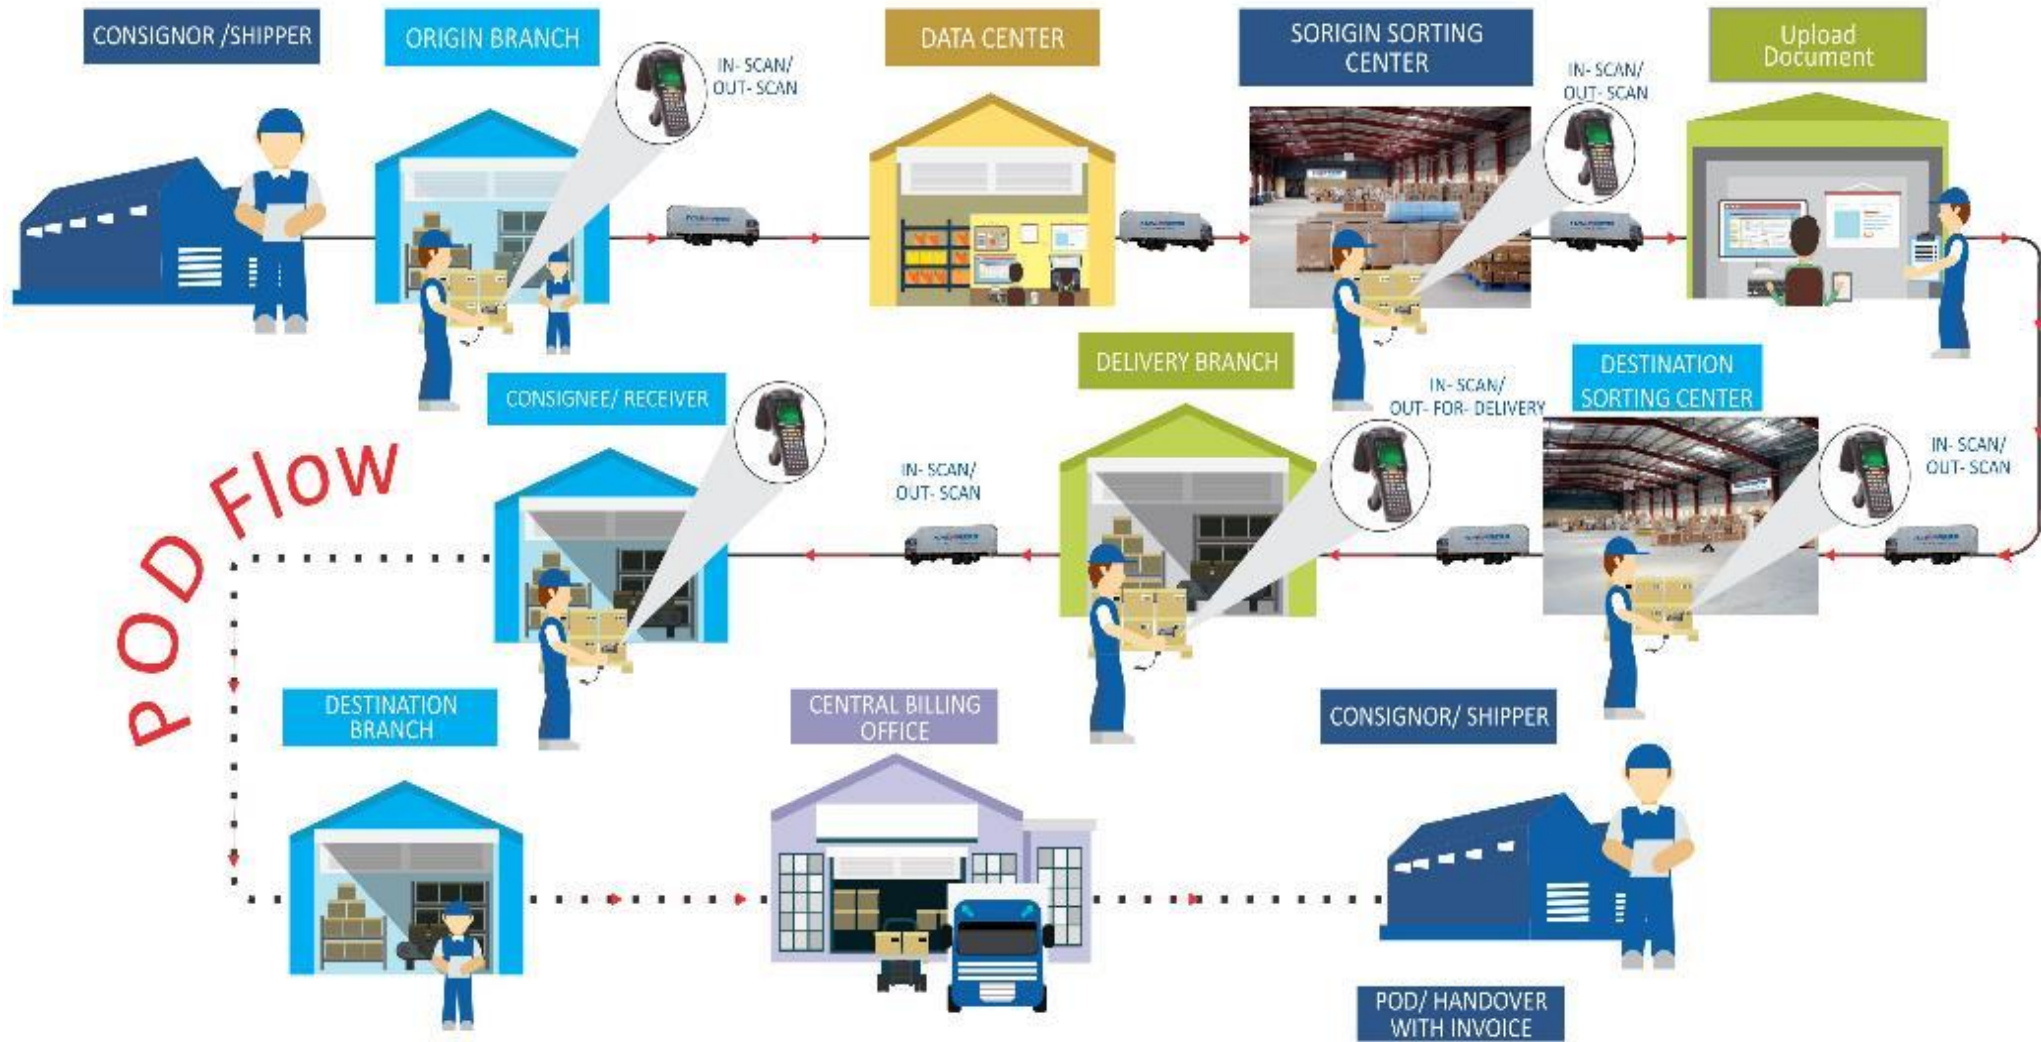 CONSIGNOR /SHIPPER
ORIGIN BRANCH
IN- SCAN/
OUT- SCAN
DATA CENTER
SORIGIN SORTING
CENTER
IN- SCAN/
OUT- SCAN
Upload
Document
CONSIGNEE/ RECEIVER
IN- SCAN/
OUT- SCAN
DELIVERY BRANCH
IN- SCAN/
OUT- FOR- DELIVERY
DESTINATION
SORTING CENTER
IN- SCAN/
OUT- SCAN
POD Flow
DESTINATION
BRANCH
CENTRAL BILLING
OFFICE
CONSIGNOR/ SHIPPER
POD/ HANDOVER
WITH INVOICE